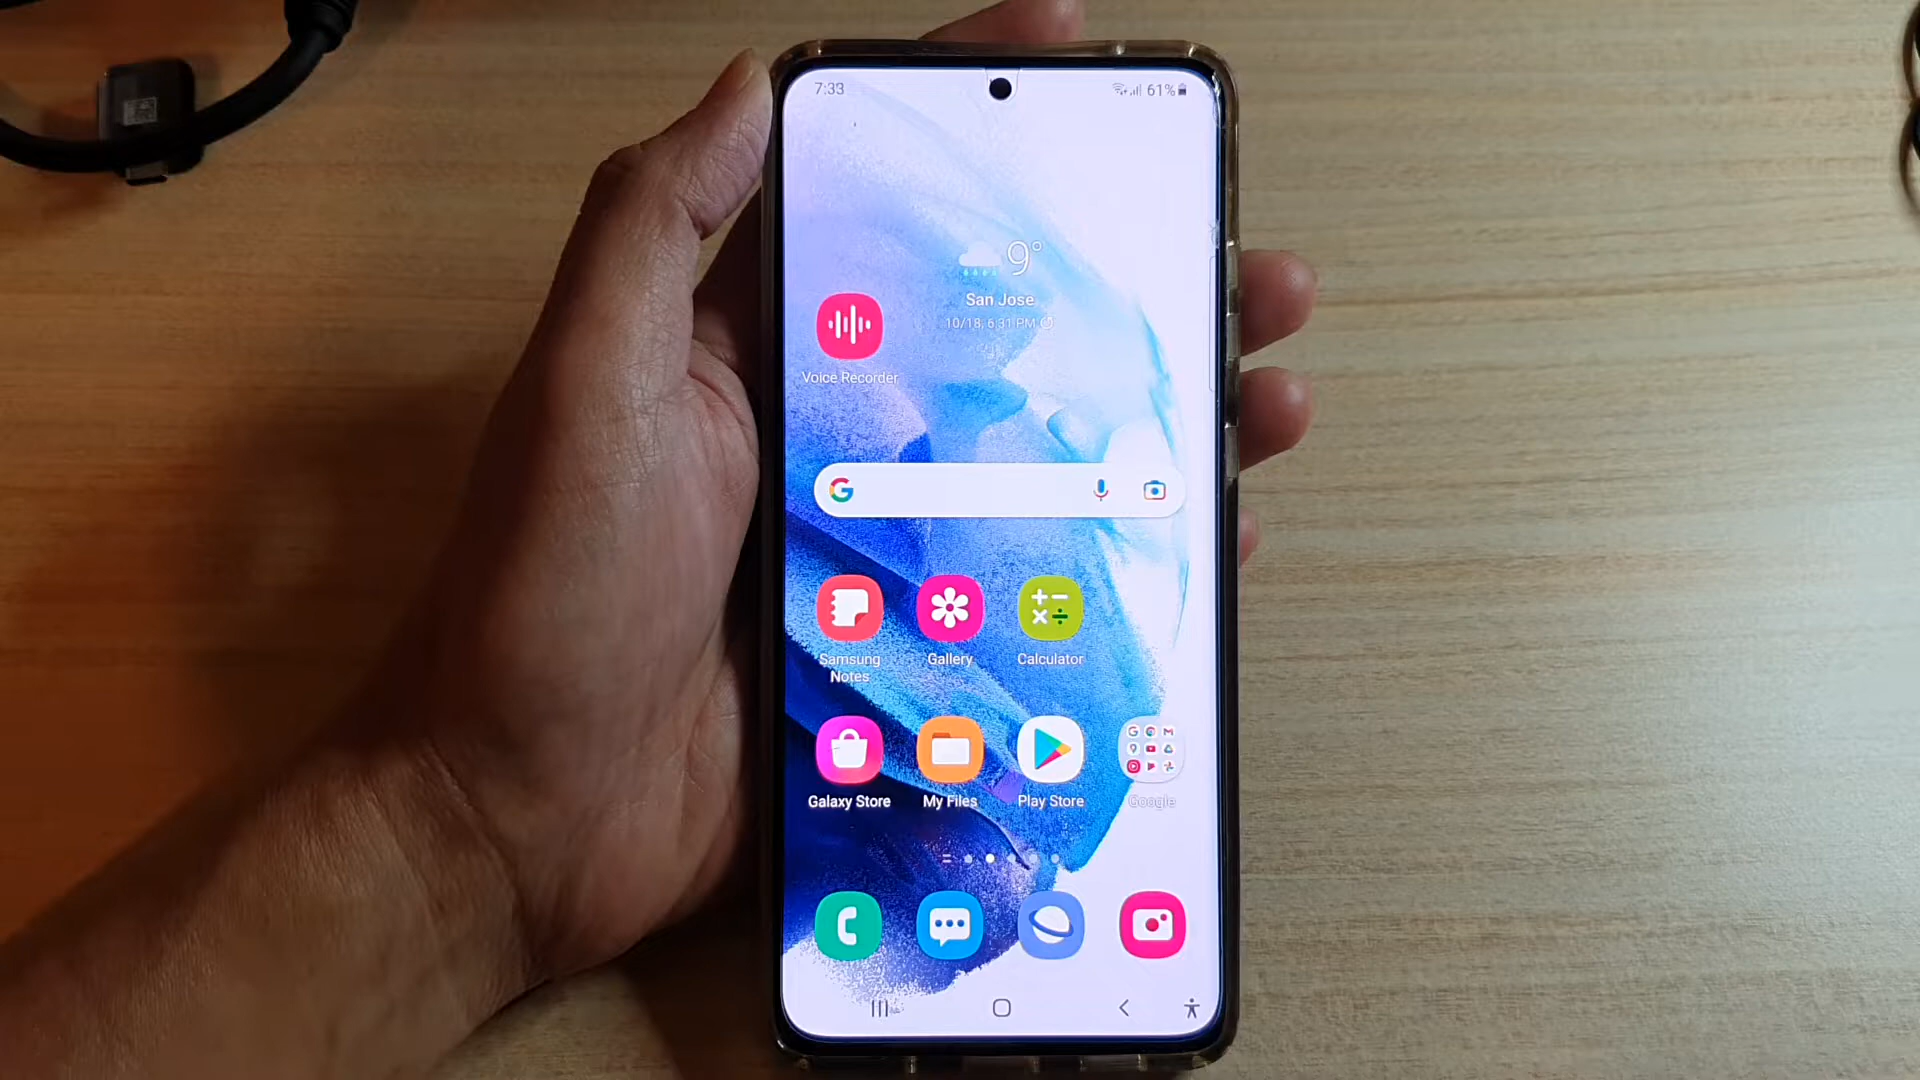 7:33 61%
9°
San Jose
10/18, 6:31 PM
Voice Recorder
Samsung Notes
Gallery
Calculator
Galaxy Store
My Files
Play Store
Google